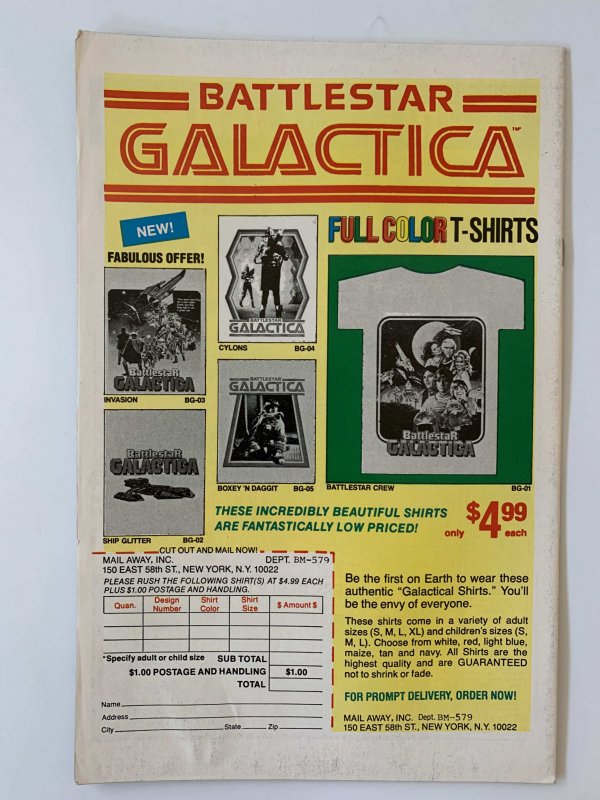 BATTLESTAR
GALACTICA™
NEW!
FABULOUS OFFER!
FULL COLOR T-SHIRTS
BattlestaR
GALACTICA
INVASION BG-03
BATTLESTAR
GALACTICA
CYLONS BG-04
BattlestaR
GALACTICA
SHIP GLITTER BG-02
BATTLESTAR
GALACTICA
BOXEY 'N DAGGIT BG-05
BattlestaR
GALACTICA
BATTLESTAR CREW BG-01
THESE INCREDIBLY BEAUTIFUL SHIRTS
ARE FANTASTICALLY LOW PRICED!
only $4.99 each
CUT OUT AND MAIL NOW!
MAIL AWAY, INC. DEPT. BM-579
150 EAST 58th ST., NEW YORK, N.Y. 10022
PLEASE RUSH THE FOLLOWING SHIRT(S) AT $4.99 EACH
PLUS $1.00 POSTAGE AND HANDLING.
Quan. Design Number Shirt Color Shirt Size $ Amount $
*Specify adult or child size SUB TOTAL
$1.00 POSTAGE AND HANDLING $1.00
TOTAL
Name
Address
City State Zip
Be the first on Earth to wear these
authentic "Galactical Shirts." You'll
be the envy of everyone.
These shirts come in a variety of adult
sizes (S, M, L, XL) and children's sizes (S,
M, L). Choose from white, red, light blue,
maize, tan and navy. All Shirts are the
highest quality and are GUARANTEED
not to shrink or fade.
FOR PROMPT DELIVERY, ORDER NOW!
MAIL AWAY, INC. Dept. BM-579
150 EAST 58th ST., NEW YORK, N.Y. 10022